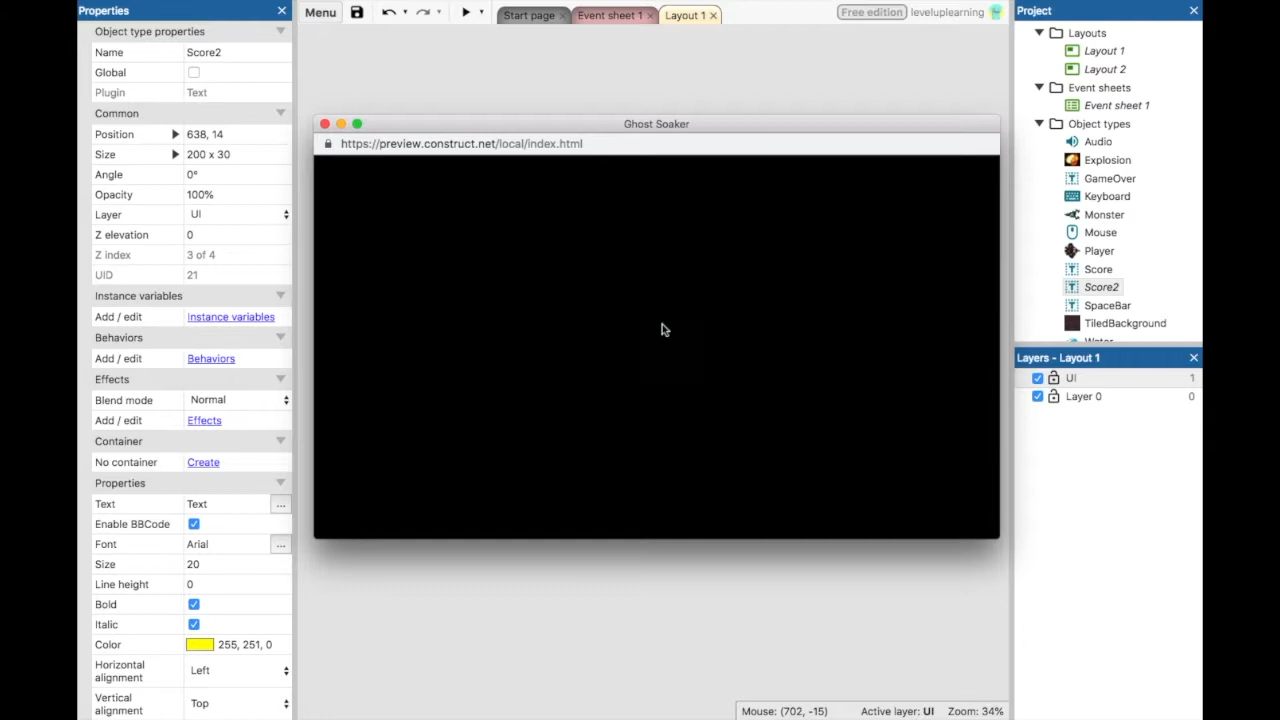 Properties
Object type properties
Name Score2
Global
Plugin Text
Common
Position 638, 14
Size 200 x 30
Angle 0°
Opacity 100%
Layer UI
Z elevation 0
Z index 3 of 4
UID 21
Instance variables
Add / edit Instance variables
Behaviors
Add / edit Behaviors
Effects
Blend mode Normal
Add / edit Effects
Container
No container Create
Properties
Text Text ...
Enable BBCode
Font Arial ...
Size 20
Line height 0
Bold
Italic
Color 255, 251, 0
Horizontal
alignment Left
Vertical
alignment Top
Menu
Start page
Event sheet 1
Layout 1
Free edition leveluplearning
Ghost Soaker
https://preview.construct.net/local/index.html
Mouse: (702, -15) Active layer: UI Zoom: 34%
Project
Layouts
Layout 1
Layout 2
Event sheets
Event sheet 1
Object types
Audio
Explosion
GameOver
Keyboard
Monster
Mouse
Player
Score
Score2
SpaceBar
TiledBackground
Water
Layers - Layout 1
UI 1
Layer 0 0